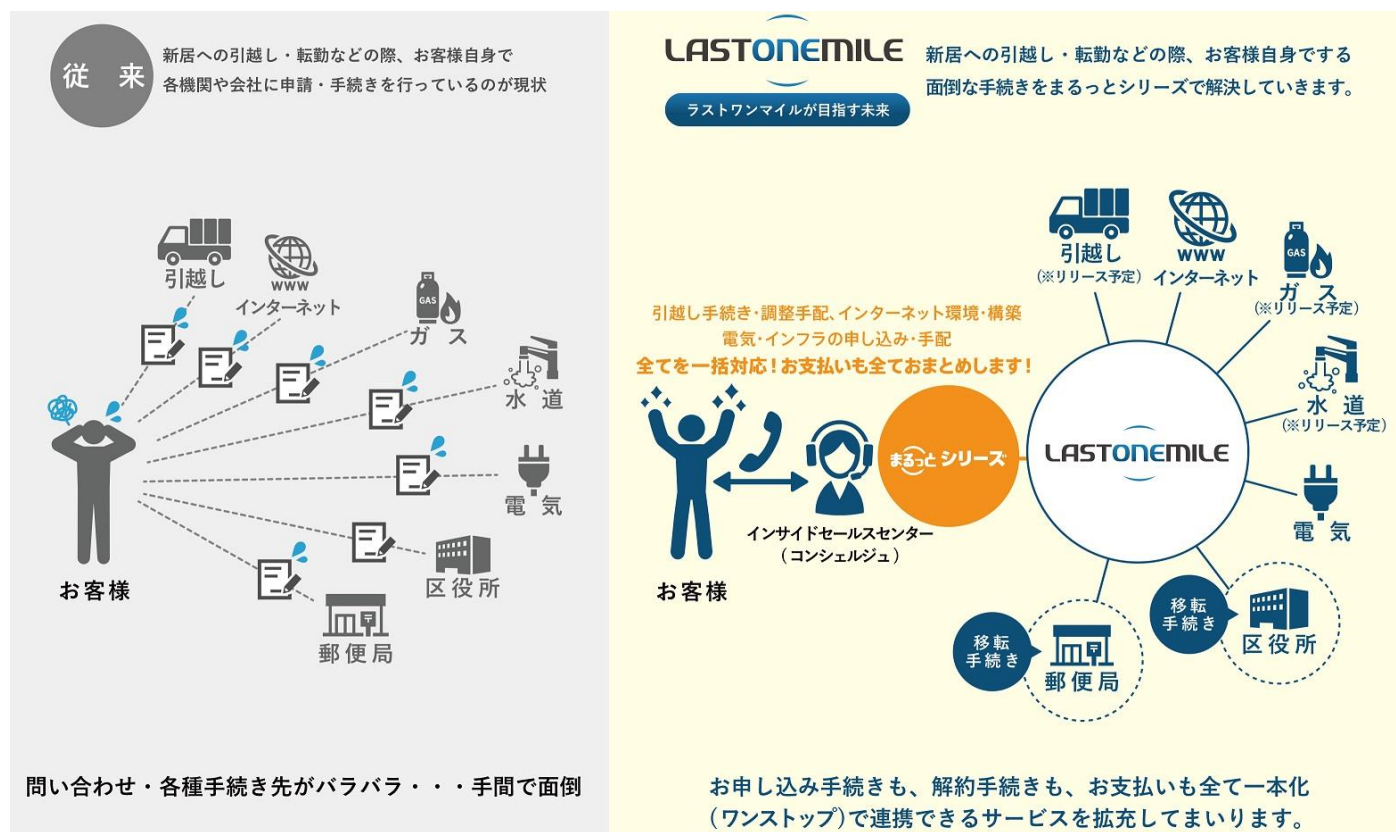 従 来
新居への引越し・転勤などの際、お客様自身で
各機関や会社に申請・手続きを行っているのが現状
引越し
WWW
インターネット
GAS
ガ ス
水 道
電 気
区役所
郵便局
お客様
問い合わせ・各種手続き先がバラバラ・・・手間で面倒
LASTONEMILE
ラストワンマイルが目指す未来
新居への引越し・転勤などの際、お客様自身でする
面倒な手続きをまるっとシリーズで解決していきます。
引越し
(※リリース予定)
WWW
インターネット
GAS
ガ ス
(※リリース予定)
水 道
(※リリース予定)
電 気
引越し手続き・調整手配、インターネット環境・構築
電気・インフラの申し込み・手配
全てを一括対応!お支払いも全ておまとめします!
まるっと シリーズ
LASTONEMILE
インサイドセールスセンター
(コンシェルジュ)
お客様
移転
手続き
区役所
移転
手続き
郵便局
お申し込み手続きも、解約手続きも、お支払いも全て一本化
(ワンストップ)で連携できるサービスを拡充してまいります。